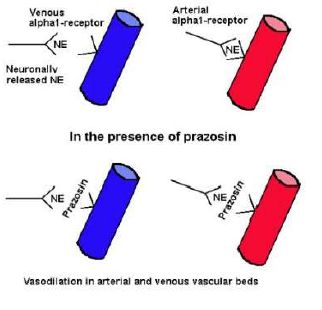 Venous
alpha1-receptor
Arterial
alpha1-receptor
NE
NE
Neuronally
released NE
In the presence of prazosin
NE
Prazosin
NE
Prazosin
Vasodilation in arterial and venous vascular beds